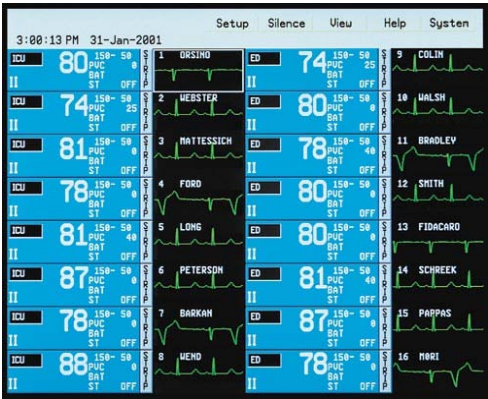 Setup Silence View Help System
3:00:13 PM 31-Jan-2001
ICU 80 150- 50
PVC 0
BAT
II ST OFF
STRIP
1 ORSINO
ED 74 150- 50
PVC 25
BAT
II ST OFF
STRIP
9 COLIN
ICU 74 150- 50
PVC 25
BAT
II ST OFF
STRIP
2 WEBSTER
ED 80 150- 50
PVC 0
BAT
II ST OFF
STRIP
10 WALSH
ICU 81 150- 50
PVC 0
BAT
II ST OFF
STRIP
3 MATTESSICH
ED 78 150- 50
PVC 40
BAT
II ST OFF
STRIP
11 BRADLEY
ICU 78 150- 50
PVC 0
BAT
II ST OFF
STRIP
4 FORD
ED 80 150- 50
PVC 0
BAT
II ST OFF
STRIP
12 SMITH
ICU 81 150- 50
PVC 40
BAT
II ST OFF
STRIP
5 LONG
ED 80 150- 50
PVC 0
BAT
II ST OFF
STRIP
13 FIDACARO
ICU 87 150- 50
PVC 0
BAT
II ST OFF
STRIP
6 PETERSON
ED 81 150- 50
PVC 40
BAT
II ST OFF
STRIP
14 SCHREEK
ICU 78 150- 50
PVC 0
BAT
II ST OFF
STRIP
7 BARKAN
ED 87 150- 50
PVC 0
BAT
II ST OFF
STRIP
15 PAPPAS
ICU 88 150- 50
PVC 0
BAT
II ST OFF
STRIP
8 WEND
ED 78 150- 50
PVC 0
BAT
II ST OFF
STRIP
16 MORI